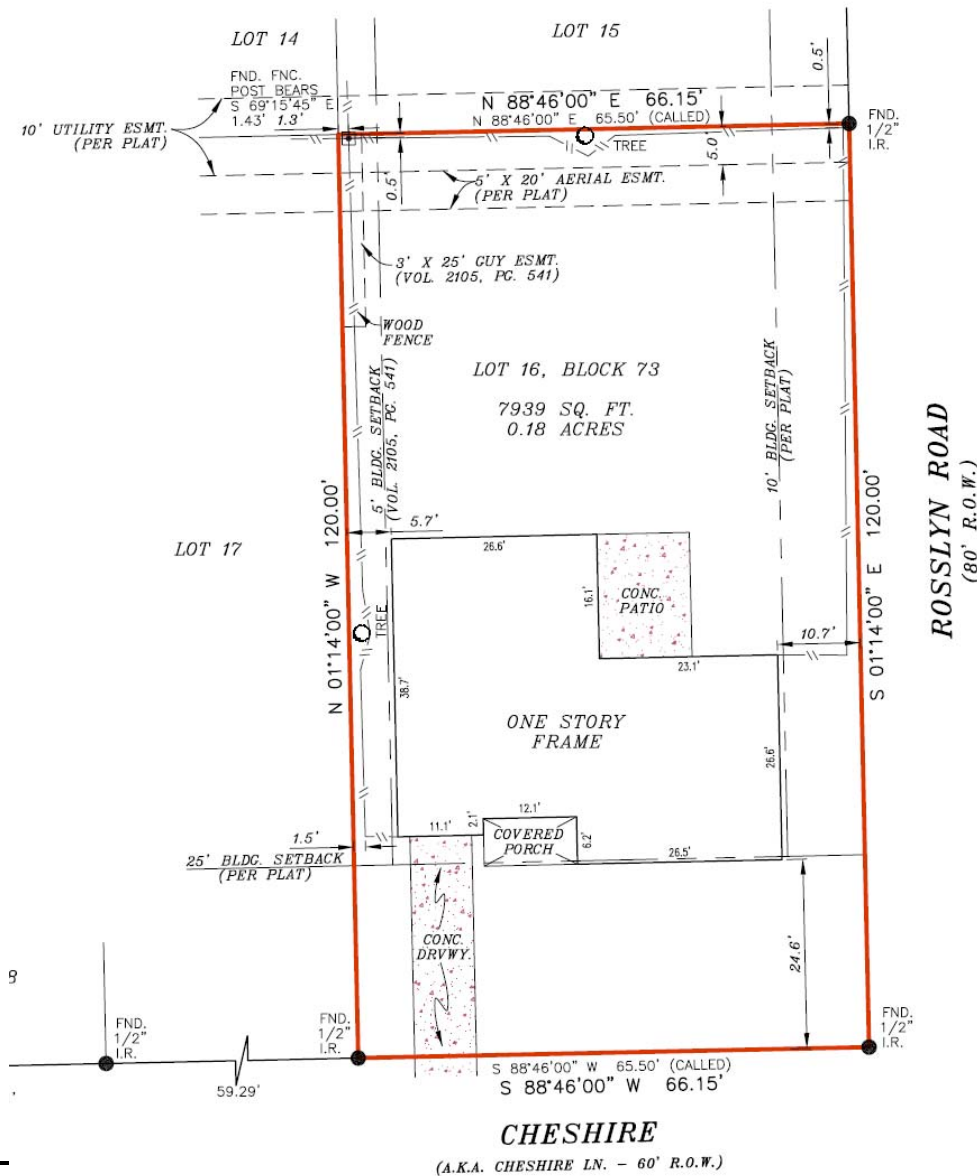 LOT 14
LOT 15
FND. FNC.
POST BEARS
S 69°15'45" E
1.43' 1.3'
10' UTILITY ESMT.
(PER PLAT)
N 88°46'00" E 66.15'
N 88°46'00" E 65.50' (CALLED)
0.5'
FND.
1/2"
I.R.
TREE
5.0'
0.5'
5' X 20' AERIAL ESMT.
(PER PLAT)
3' X 25' GUY ESMT.
(VOL. 2105, PG. 541)
WOOD
FENCE
LOT 16, BLOCK 73
7939 SQ. FT.
0.18 ACRES
5' BLDG. SETBACK
(VOL. 2105, PG. 541)
10' BLDG. SETBACK
(PER PLAT)
ROSSLYN ROAD
(80' R.O.W.)
N 01°14'00" W 120.00'
S 01°14'00" E 120.00'
LOT 17
5.7'
26.6'
16.1'
CONC.
PATIO
TREE
10.7'
23.1'
38.7'
ONE STORY
FRAME
26.6'
12.1'
11.1'
2.1'
COVERED
PORCH
6.2'
26.5'
1.5'
25' BLDG. SETBACK
(PER PLAT)
CONC.
DRVWY.
24.6'
FND.
1/2"
I.R.
FND.
1/2"
I.R.
FND.
1/2"
I.R.
59.29'
S 88°46'00" W 65.50' (CALLED)
S 88°46'00" W 66.15'
CHESHIRE
(A.K.A. CHESHIRE LN. - 60' R.O.W.)